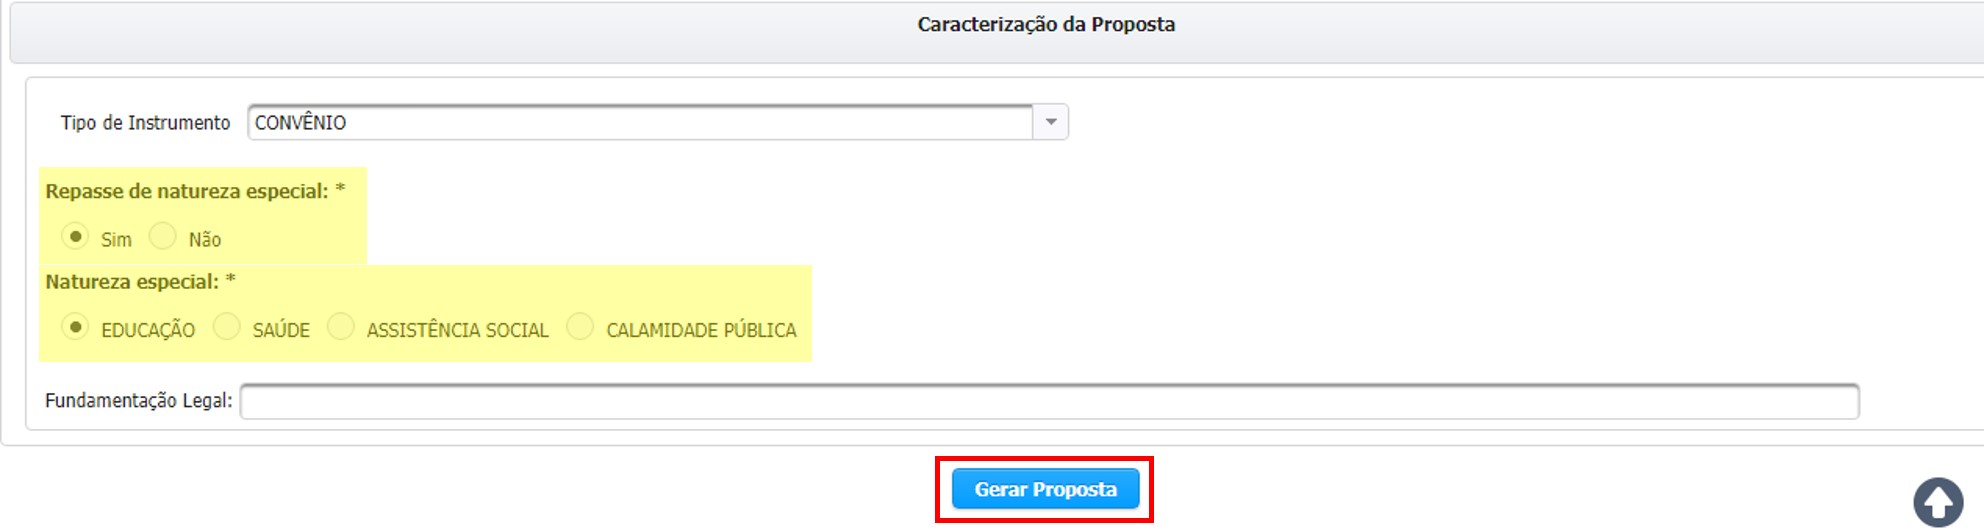 Caracterização da Proposta
Tipo de Instrumento CONVÊNIO
Repasse de natureza especial: *
Sim Não
Natureza especial: *
EDUCAÇÃO SAÚDE ASSISTÊNCIA SOCIAL CALAMIDADE PÚBLICA
Fundamentação Legal:
Gerar Proposta